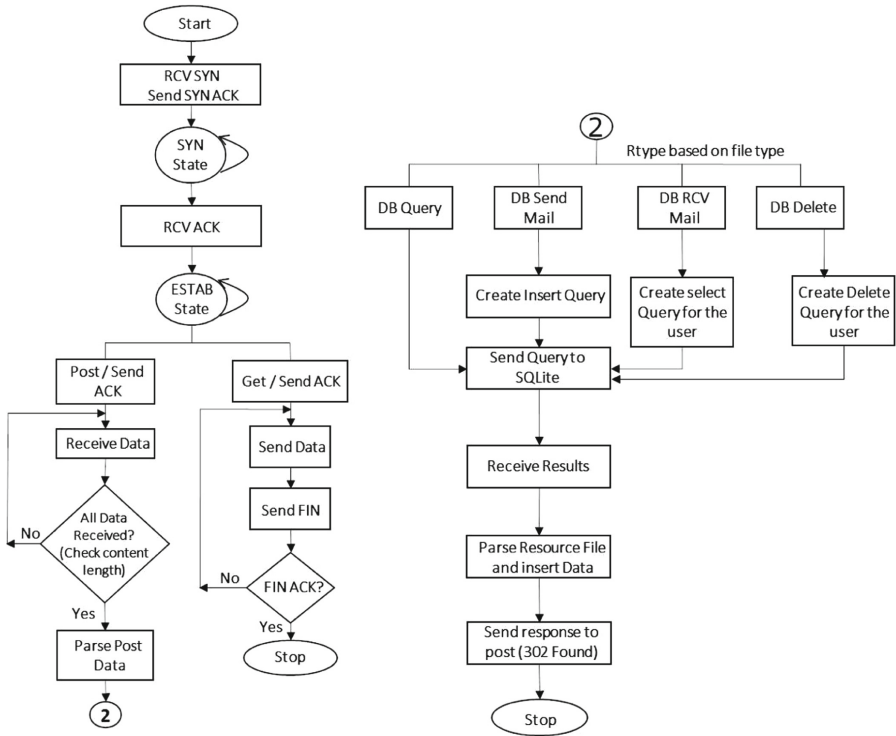 Start
RCV SYN
Send SYN ACK
SYN
State
RCV ACK
ESTAB
State
Post / Send
ACK
Receive Data
All Data
Received?
(Check content
length)
No
Yes
Parse Post
Data
2
Get / Send ACK
Send Data
Send FIN
FIN ACK?
No
Yes
Stop
2
Rtype based on file type
DB Query
DB Send
Mail
DB RCV
Mail
DB Delete
Create Insert Query
Create select
Query for the
user
Create Delete
Query for the
user
Send Query to
SQLite
Receive Results
Parse Resource File
and insert Data
Send response to
post (302 Found)
Stop